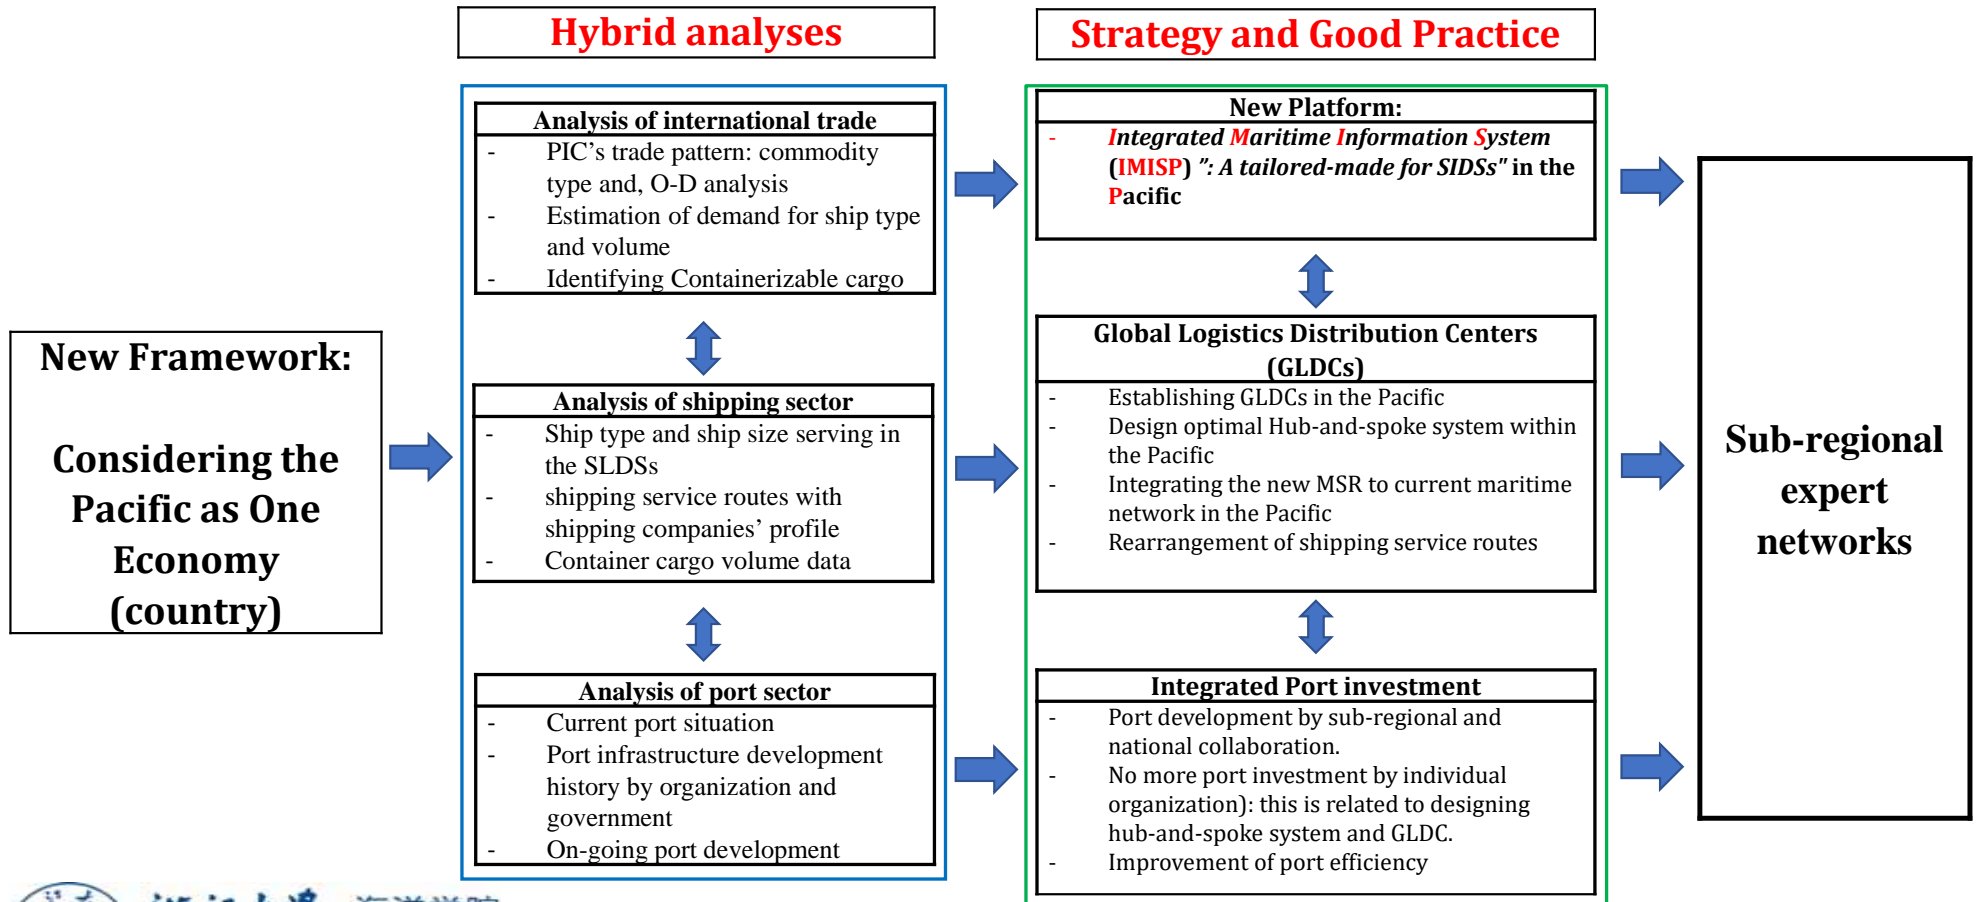 Hybrid analyses
Strategy and Good Practice
New Framework:
Considering the
Pacific as One
Economy
(country)
Analysis of international trade
- PIC’s trade pattern: commodity
type and, O-D analysis
- Estimation of demand for ship type
and volume
- Identifying Containerizable cargo
Analysis of shipping sector
- Ship type and ship size serving in
the SLDSs
- shipping service routes with
shipping companies’ profile
- Container cargo volume data
Analysis of port sector
- Current port situation
- Port infrastructure development
history by organization and
government
- On-going port development
New Platform:
- Integrated Maritime Information System
(IMISP) ”: A tailored-made for SIDSs" in the
Pacific
Global Logistics Distribution Centers
(GLDCs)
- Establishing GLDCs in the Pacific
- Design optimal Hub-and-spoke system within
the Pacific
- Integrating the new MSR to current maritime
network in the Pacific
- Rearrangement of shipping service routes
Integrated Port investment
- Port development by sub-regional and
national collaboration.
- No more port investment by individual
organization): this is related to designing
hub-and-spoke system and GLDC.
- Improvement of port efficiency
Sub-regional
expert
networks